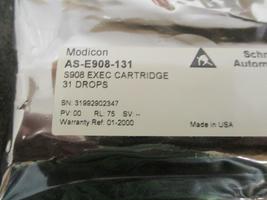 Modicon
AS-E908-131
S908 EXEC CARTRIDGE
31 DROPS
SN: 31992902347
PV: 00 RL: 75 SV: --
Warranty Ref: 01-2000
Made in USA